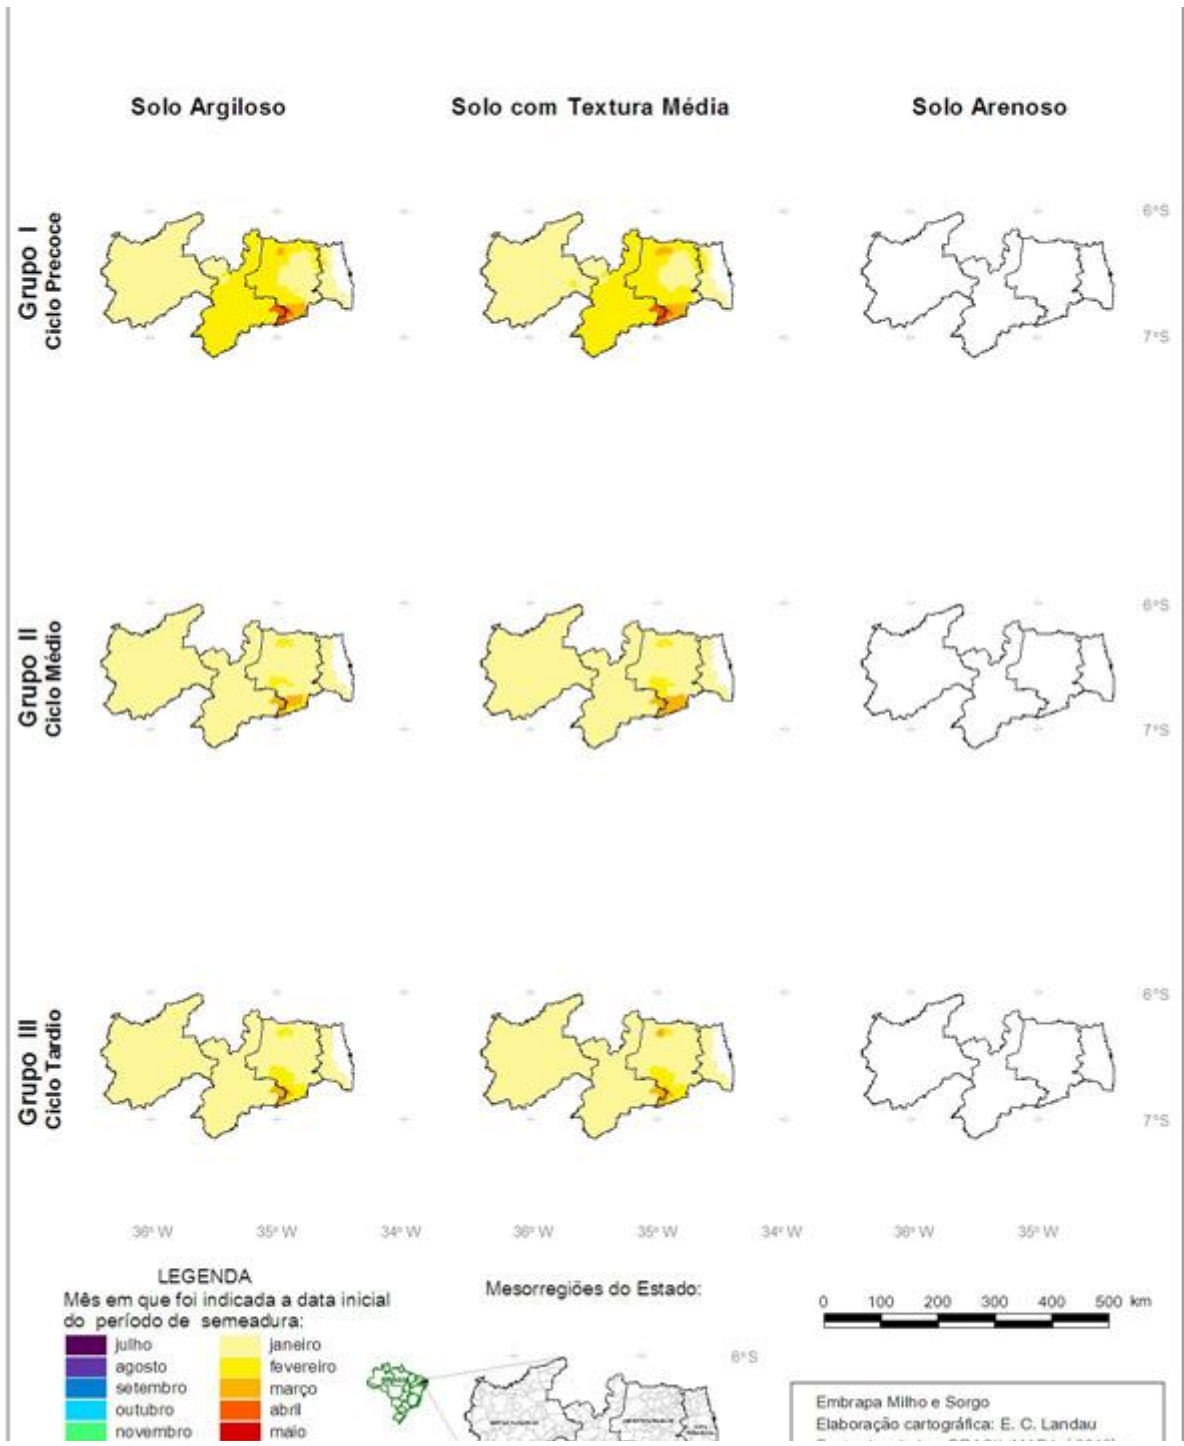 Solo Argiloso
Solo com Textura Média
Solo Arenoso
Grupo I
Ciclo Precoce
6°S
7°S
Grupo II
Ciclo Médio
6°S
7°S
Grupo III
Ciclo Tardio
6°S
7°S
36° W
35° W
34° W
36° W
35° W
34° W
36° W
35° W
LEGENDA
Mês em que foi indicada a data inicial
do período de semeadura:
julho
agosto
setembro
outubro
novembro
janeiro
fevereiro
março
abril
maio
Mesorregiões do Estado:
6°S
0 100 200 300 400 500 km
Embrapa Milho e Sorgo
Elaboração cartográfica: E. C. Landau